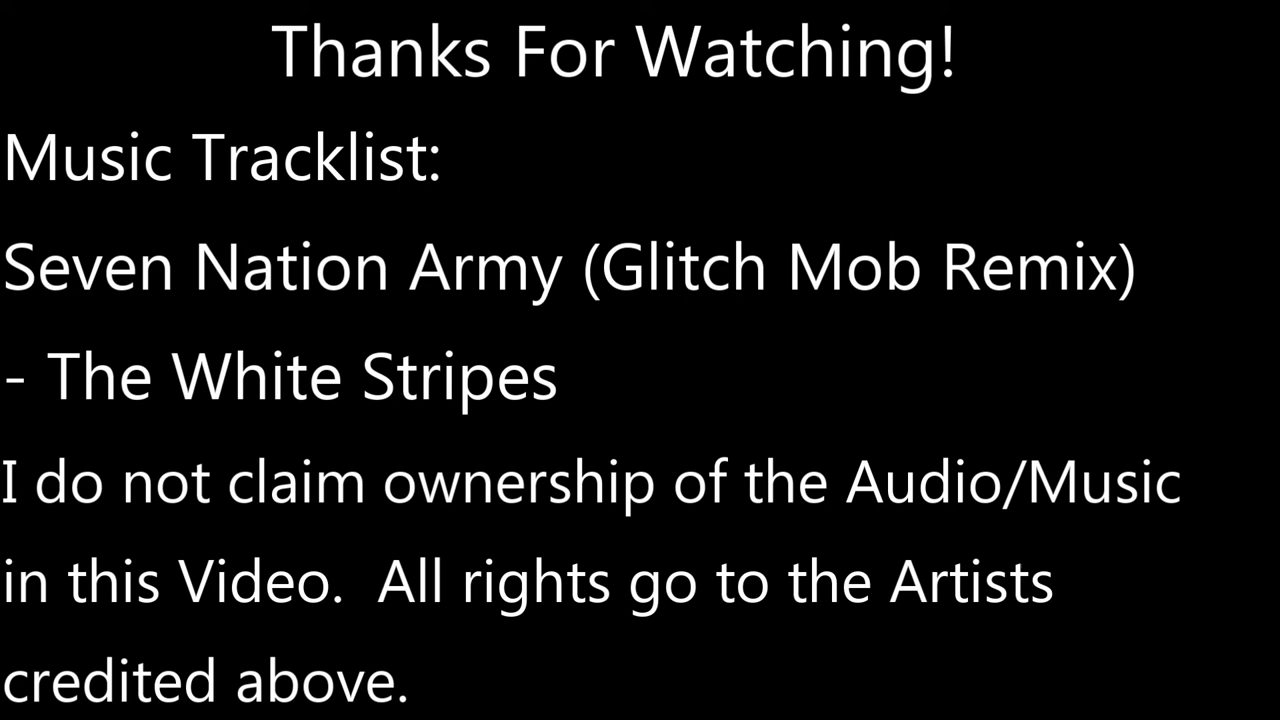 Thanks For Watching!
Music Tracklist:
Seven Nation Army (Glitch Mob Remix)
- The White Stripes
I do not claim ownership of the Audio/Music
in this Video.  All rights go to the Artists
credited above.